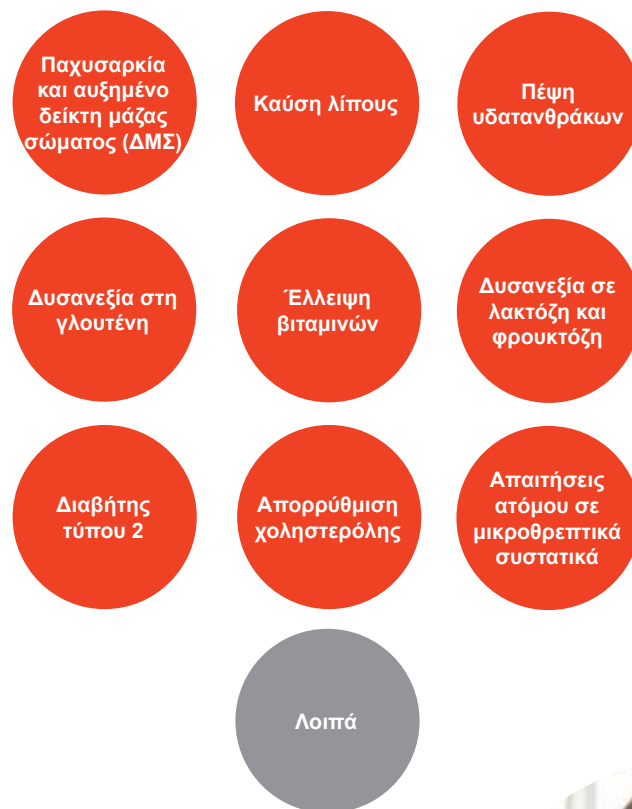 Παχυσαρκία
και αυξημένο
δείκτη μάζας
σώματος (ΔΜΣ)
Καύση λίπους
Πέψη
υδατανθράκων
Δυσανεξία στη
γλουτένη
Έλλειψη
βιταμινών
Δυσανεξία σε
λακτόζη και
φρουκτόζη
Διαβήτης
τύπου 2
Απορρύθμιση
χοληστερόλης
Απαιτήσεις
ατόμου σε
μικροθρεπτικά
συστατικά
Λοιπά